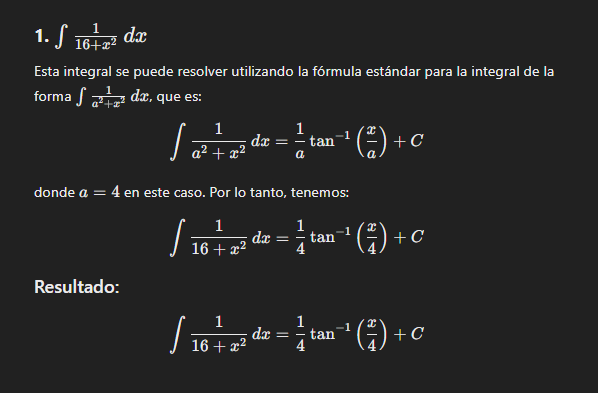 1. ∫ 1/(16+x²) dx
Esta integral se puede resolver utilizando la fórmula estándar para la integral de la
forma ∫ 1/(a²+x²) dx, que es:
∫ 1/(a² + x²) dx = 1/a tan⁻¹ (x/a) + C
donde a = 4 en este caso. Por lo tanto, tenemos:
∫ 1/(16 + x²) dx = 1/4 tan⁻¹ (x/4) + C
Resultado:
∫ 1/(16 + x²) dx = 1/4 tan⁻¹ (x/4) + C